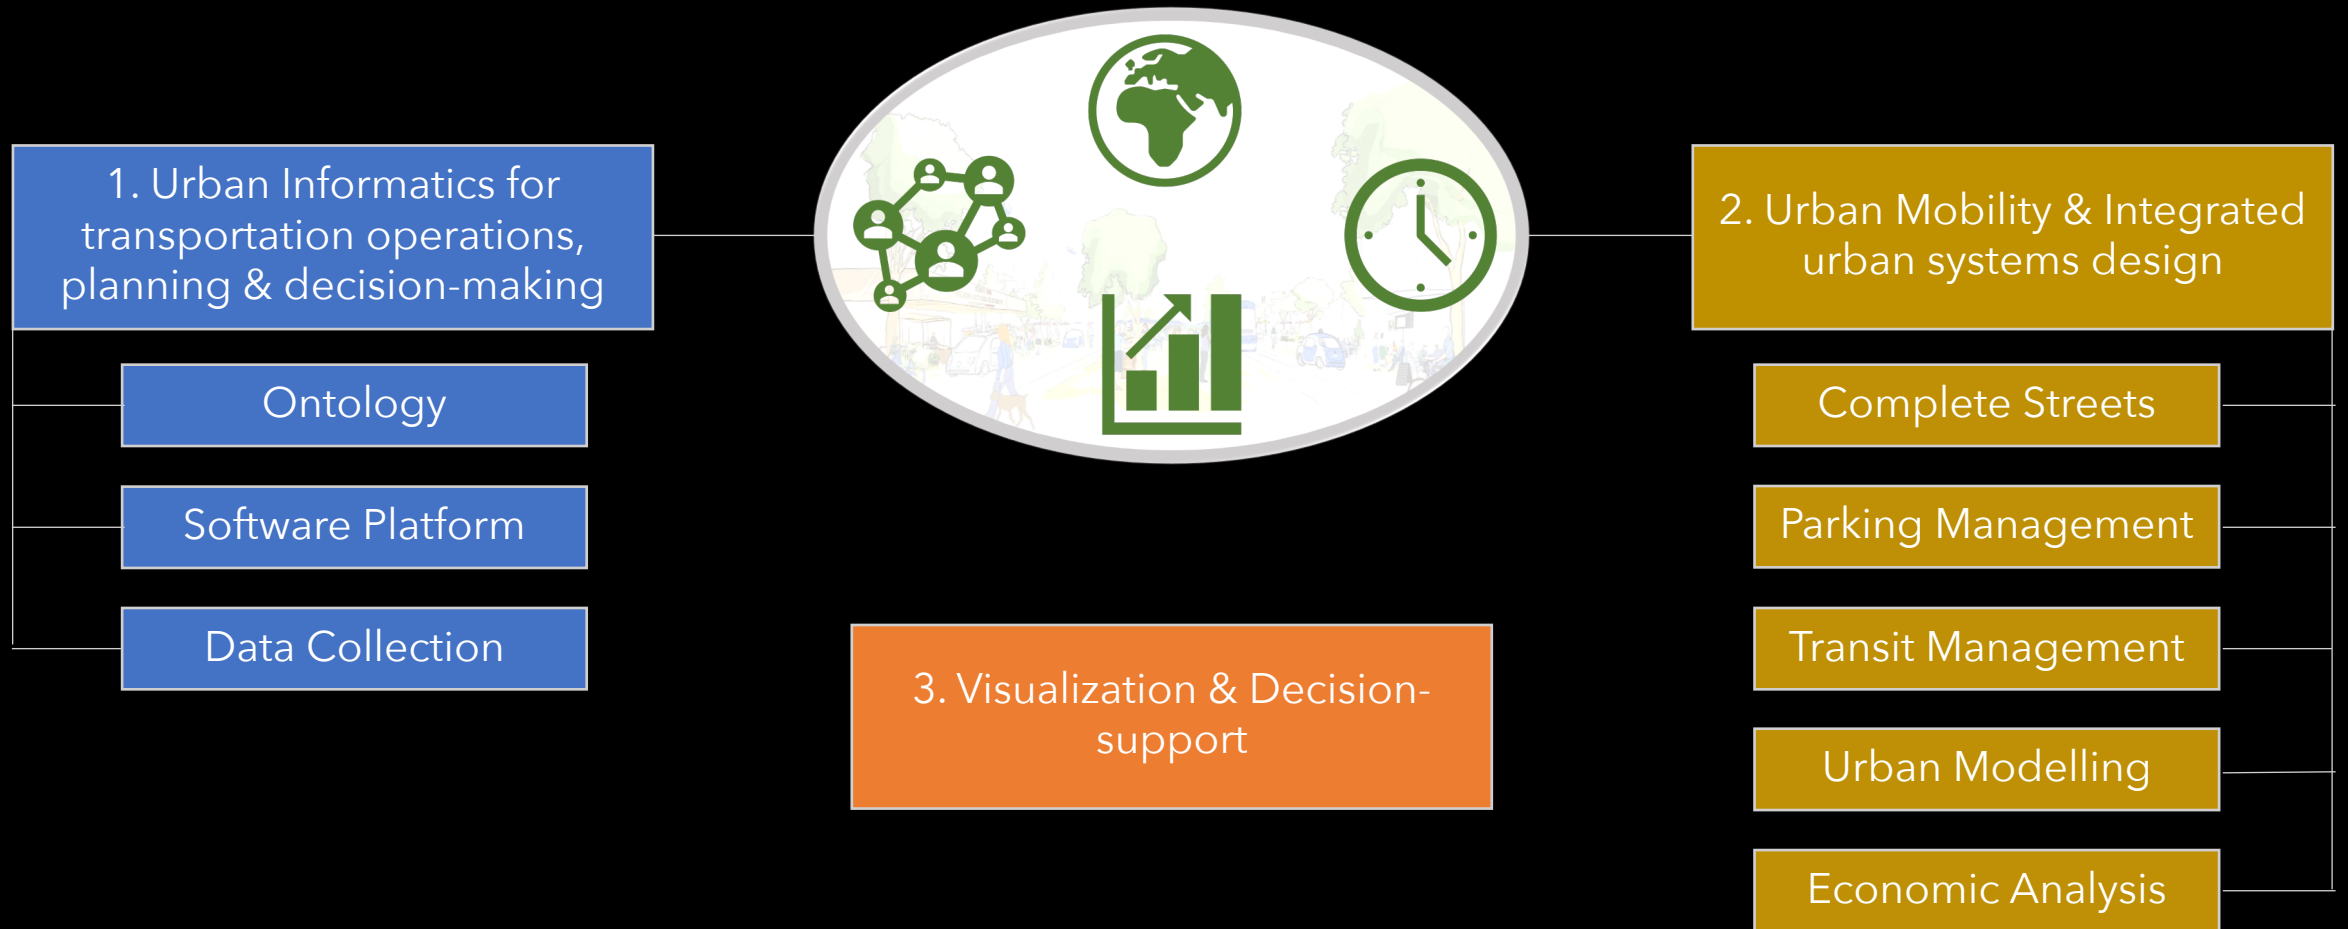 1. Urban Informatics for
transportation operations,
planning & decision-making
Ontology
Software Platform
Data Collection
3. Visualization & Decision-
support
2. Urban Mobility & Integrated
urban systems design
Complete Streets
Parking Management
Transit Management
Urban Modelling
Economic Analysis